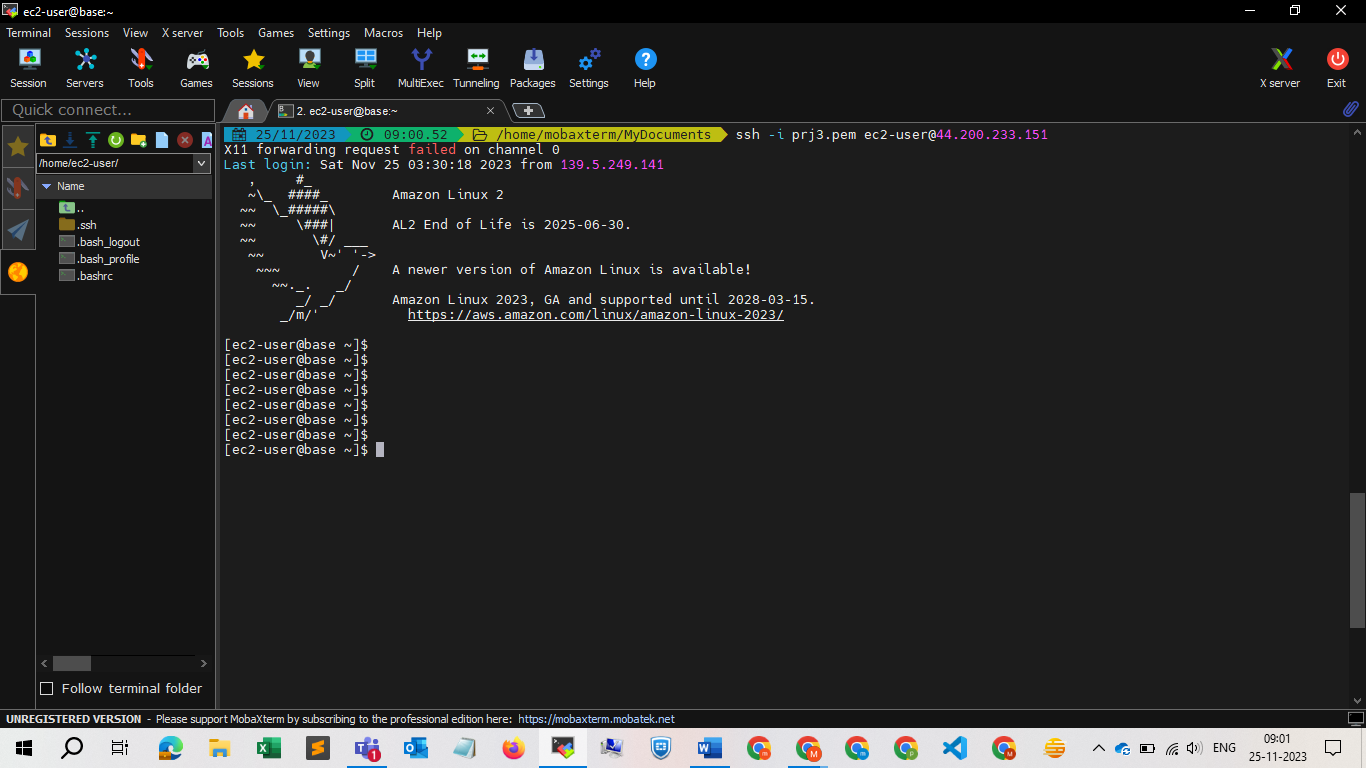 ec2-user@base:~
Terminal Sessions View X server Tools Games Settings Macros Help
Session Servers Tools Games Sessions View Split MultiExec Tunneling Packages Settings Help X server Exit
Quick connect...
2. ec2-user@base:~
/home/ec2-user/
Name
..
.ssh
.bash_logout
.bash_profile
.bashrc
Follow terminal folder
25/11/2023 09:00.52 /home/mobaxterm/MyDocuments ssh -i prj3.pem ec2-user@44.200.233.151
X11 forwarding request failed on channel 0
Last login: Sat Nov 25 03:30:18 2023 from 139.5.249.141
   ,     #_
   ~\_  ####_        Amazon Linux 2
  ~~  \_#####\
  ~~     \###|       AL2 End of Life is 2025-06-30.
  ~~       \#/ ___
   ~~       V~' '->
    ~~~         /    A newer version of Amazon Linux is available!
      ~~._.   _/
         _/ _/       Amazon Linux 2023, GA and supported until 2028-03-15.
       _/m/'           https://aws.amazon.com/linux/amazon-linux-2023/
[ec2-user@base ~]$
[ec2-user@base ~]$
[ec2-user@base ~]$
[ec2-user@base ~]$
[ec2-user@base ~]$
[ec2-user@base ~]$
[ec2-user@base ~]$
[ec2-user@base ~]$
UNREGISTERED VERSION - Please support MobaXterm by subscribing to the professional edition here: https://mobaxterm.mobatek.net
ENG
09:01
25-11-2023